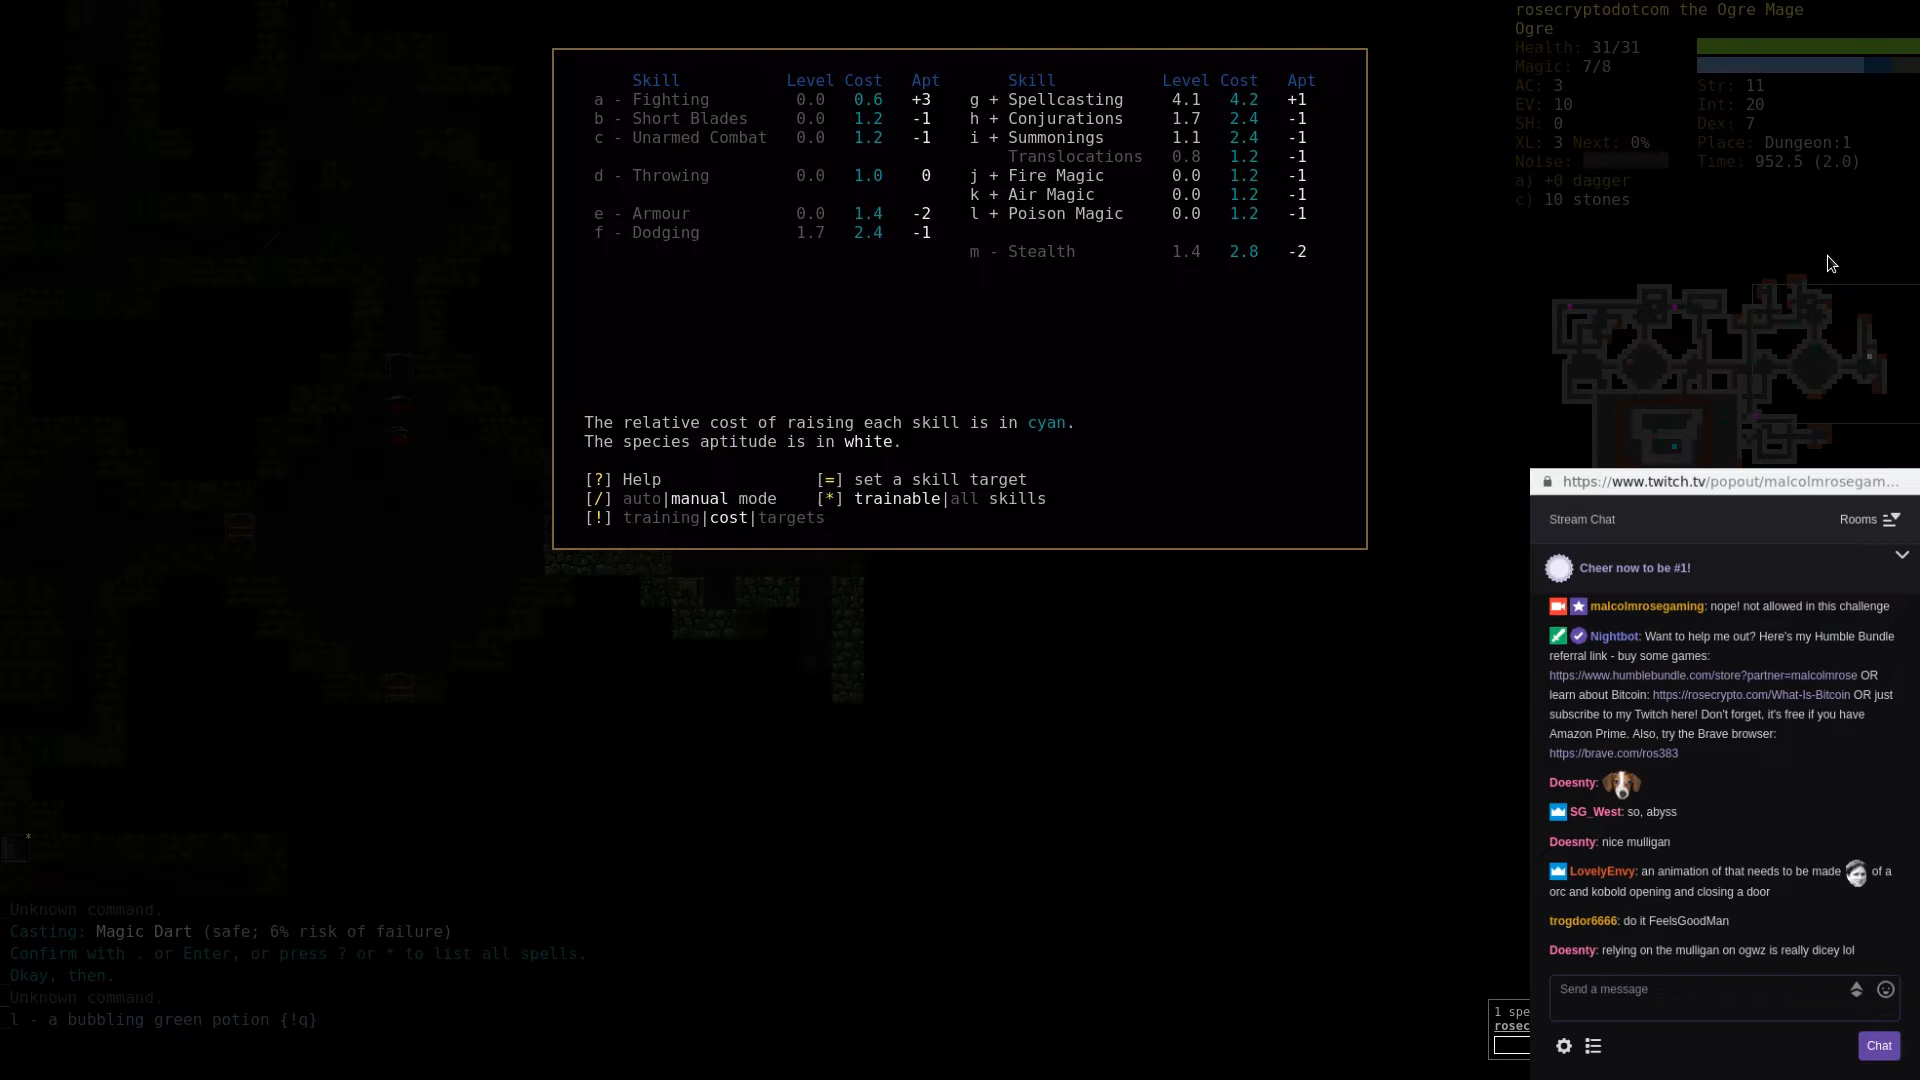 rosecryptodotcom the Ogre Mage
Ogre
Health: 31/31
Magic: 7/8
AC: 3 Str: 11
EV: 10 Int: 20
SH: 0 Dex: 7
XL: 3 Next: 0% Place: Dungeon:1
Noise: Time: 952.5 (2.0)
a) +0 dagger
c) 10 stones
Skill Level Cost Apt Skill Level Cost Apt
a - Fighting 0.0 0.6 +3 g + Spellcasting 4.1 4.2 +1
b - Short Blades 0.0 1.2 -1 h + Conjurations 1.7 2.4 -1
c - Unarmed Combat 0.0 1.2 -1 i + Summonings 1.1 2.4 -1
Translocations 0.8 1.2 -1
d - Throwing 0.0 1.0 0 j + Fire Magic 0.0 1.2 -1
k + Air Magic 0.0 1.2 -1
e - Armour 0.0 1.4 -2 l + Poison Magic 0.0 1.2 -1
f - Dodging 1.7 2.4 -1
m - Stealth 1.4 2.8 -2
The relative cost of raising each skill is in cyan.
The species aptitude is in white.
[?] Help [=] set a skill target
[/] auto|manual mode [*] trainable|all skills
[!] training|cost|targets
_Unknown command.
Casting: Magic Dart (safe; 6% risk of failure)
Confirm with . or Enter, or press ? or * to list all spells.
Okay, then.
_Unknown command.
_l - a bubbling green potion {!q}
1 spe
rosec
https://www.twitch.tv/popout/malcolmrosegam...
Stream Chat Rooms
Cheer now to be #1!
malcolmrosegaming: nope! not allowed in this challenge
Nightbot: Want to help me out? Here's my Humble Bundle
referral link - buy some games:
https://www.humblebundle.com/store?partner=malcolmrose OR
learn about Bitcoin: https://rosecrypto.com/What-Is-Bitcoin OR just
subscribe to my Twitch here! Don't forget, it's free if you have
Amazon Prime. Also, try the Brave browser:
https://brave.com/ros383
Doesnty:
SG_West: so, abyss
Doesnty: nice mulligan
LovelyEnvy: an animation of that needs to be made of a
orc and kobold opening and closing a door
trogdor6666: do it FeelsGoodMan
Doesnty: relying on the mulligan on ogwz is really dicey lol
Send a message
Chat